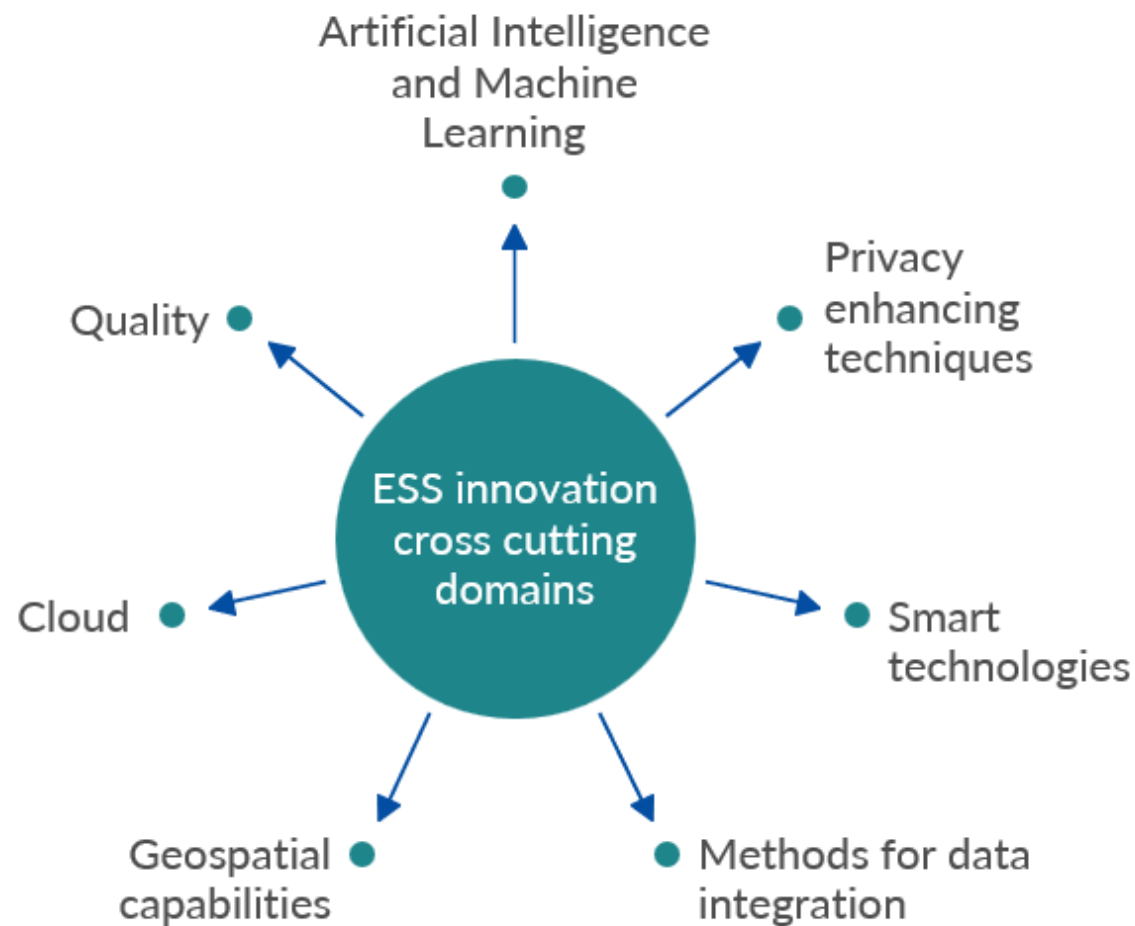 Artificial Intelligence
and Machine
Learning
Privacy
enhancing
techniques
Quality
ESS innovation
cross cutting
domains
Cloud
Smart
technologies
Geospatial
capabilities
Methods for data
integration